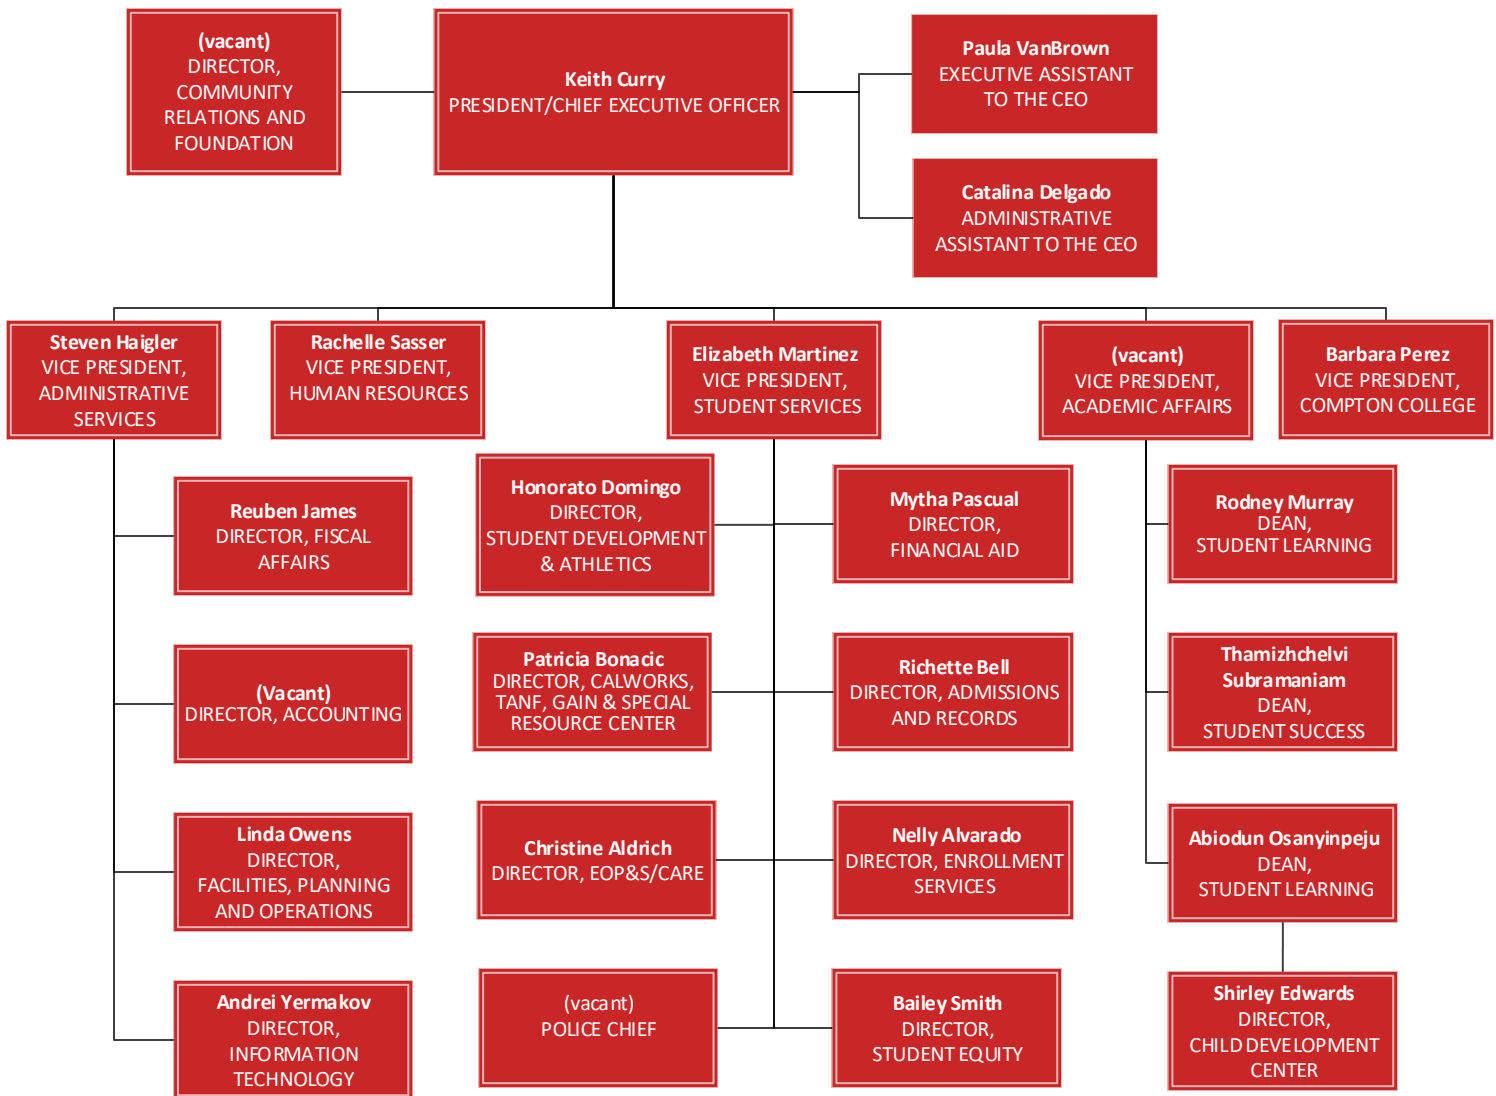 (vacant)
DIRECTOR,
COMMUNITY
RELATIONS AND
FOUNDATION
Keith Curry
PRESIDENT/CHIEF EXECUTIVE OFFICER
Paula VanBrown
EXECUTIVE ASSISTANT
TO THE CEO
Catalina Delgado
ADMINISTRATIVE
ASSISTANT TO THE CEO
Steven Haigler
VICE PRESIDENT,
ADMINISTRATIVE
SERVICES
Rachelle Sasser
VICE PRESIDENT,
HUMAN RESOURCES
Elizabeth Martinez
VICE PRESIDENT,
STUDENT SERVICES
(vacant)
VICE PRESIDENT,
ACADEMIC AFFAIRS
Barbara Perez
VICE PRESIDENT,
COMPTON COLLEGE
Reuben James
DIRECTOR, FISCAL
AFFAIRS
(Vacant)
DIRECTOR, ACCOUNTING
Linda Owens
DIRECTOR,
FACILITIES, PLANNING
AND OPERATIONS
Andrei Yermakov
DIRECTOR,
INFORMATION
TECHNOLOGY
Honorato Domingo
DIRECTOR,
STUDENT DEVELOPMENT
& ATHLETICS
Patricia Bonacic
DIRECTOR, CALWORKS,
TANF, GAIN & SPECIAL
RESOURCE CENTER
Christine Aldrich
DIRECTOR, EOP&S/CARE
(vacant)
POLICE CHIEF
Mytha Pascual
DIRECTOR,
FINANCIAL AID
Richette Bell
DIRECTOR, ADMISSIONS
AND RECORDS
Nelly Alvarado
DIRECTOR, ENROLLMENT
SERVICES
Bailey Smith
DIRECTOR,
STUDENT EQUITY
Rodney Murray
DEAN,
STUDENT LEARNING
Thamizhchelvi
Subramaniam
DEAN,
STUDENT SUCCESS
Abiodun Osanyinpeju
DEAN,
STUDENT LEARNING
Shirley Edwards
DIRECTOR,
CHILD DEVELOPMENT
CENTER